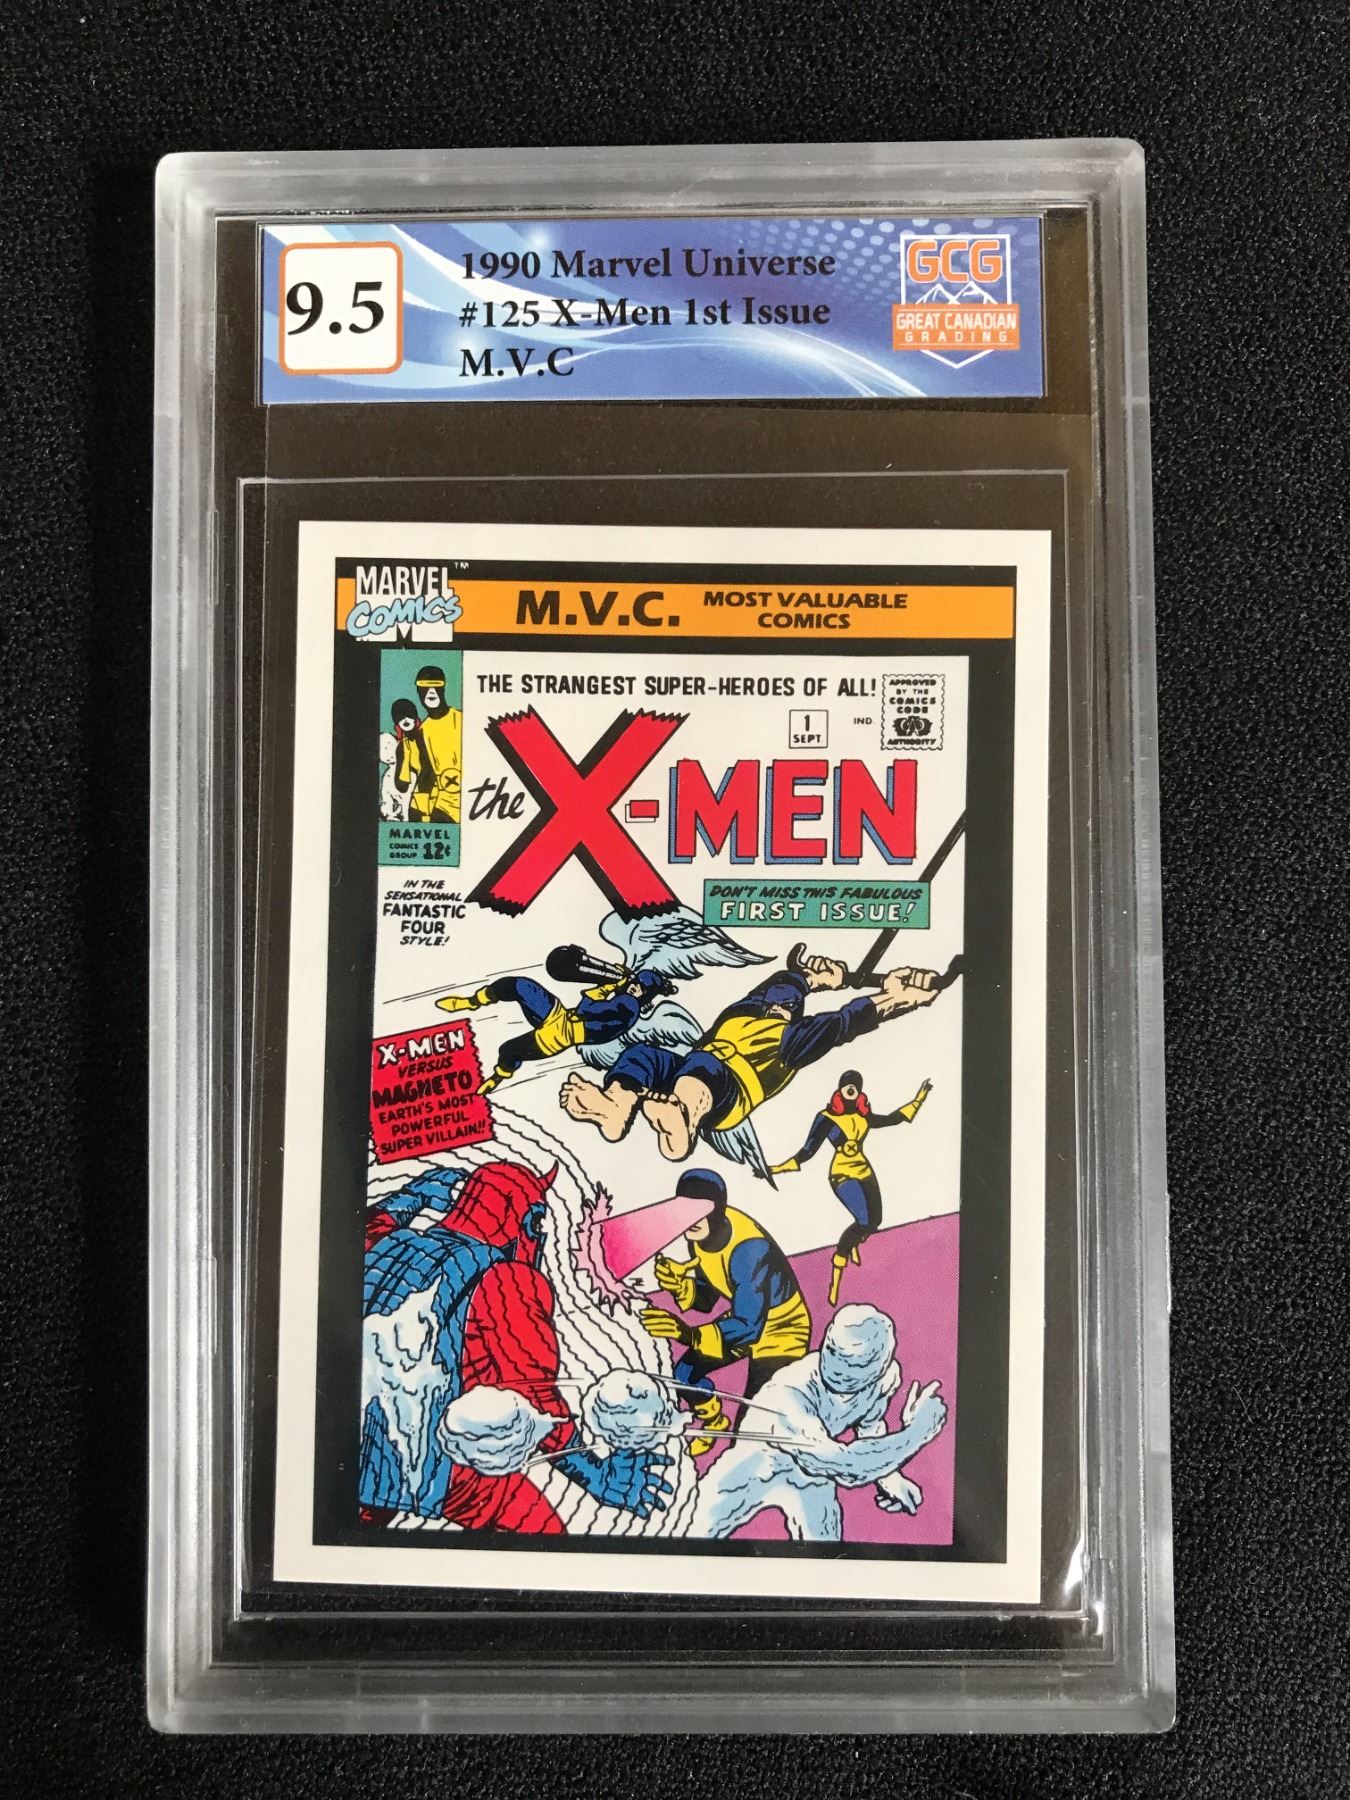 9.5
1990 Marvel Universe
#125 X-Men 1st Issue
M.V.C
GCG
GREAT CANADIAN
GRADING
MARVEL™
COMICS
M.V.C.
MOST VALUABLE
COMICS
THE STRANGEST SUPER-HEROES OF ALL!
APPROVED
BY THE
COMICS
CODE
CA
AUTHORITY
1
SEPT.
IND.
the X-MEN
MARVEL
COMICS
GROUP 12¢
DON'T MISS THIS FABULOUS
FIRST ISSUE!
IN THE
SENSATIONAL
FANTASTIC
FOUR
STYLE!
X-MEN
VERSUS
MAGNETO
EARTH'S MOST
POWERFUL
SUPER VILLAIN!!